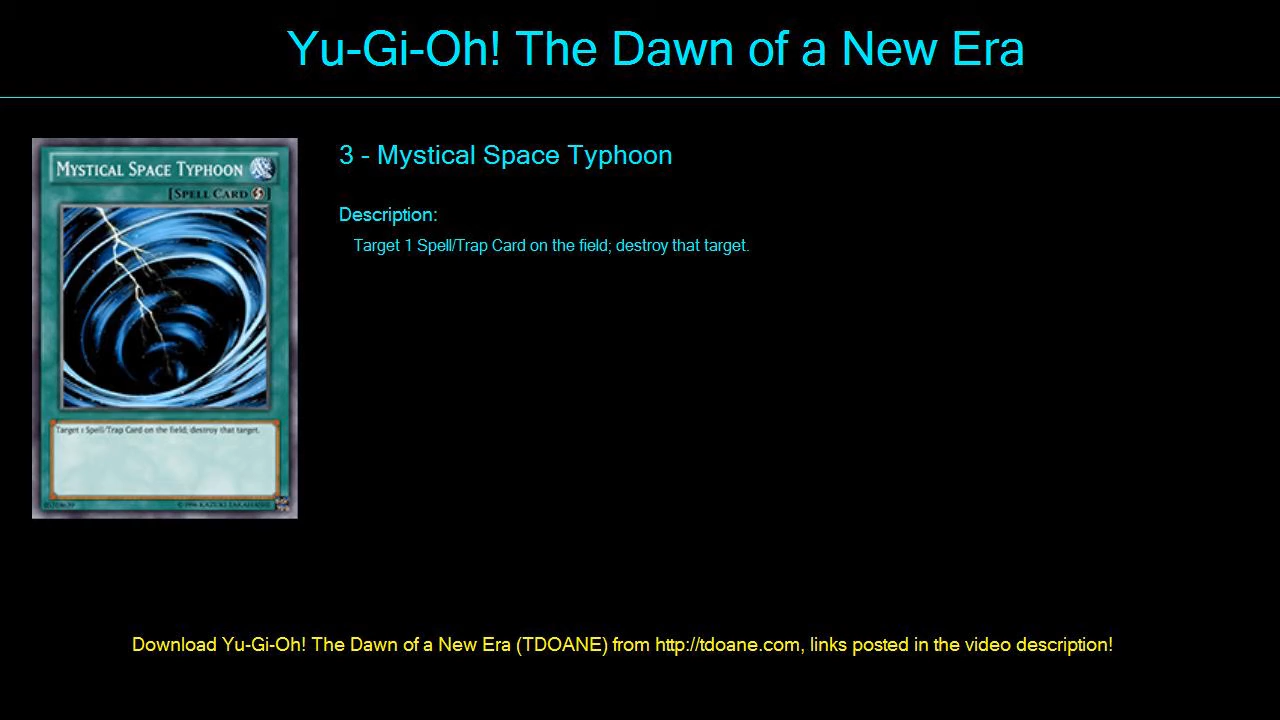 Yu-Gi-Oh! The Dawn of a New Era
MYSTICAL SPACE TYPHOON
[SPELL CARD]
Target 1 Spell/Trap Card on the field; destroy that target.
©1996 KAZUKI TAKAHASHI
3 - Mystical Space Typhoon
Description:
Target 1 Spell/Trap Card on the field; destroy that target.
Download Yu-Gi-Oh! The Dawn of a New Era (TDOANE) from http://tdoane.com, links posted in the video description!